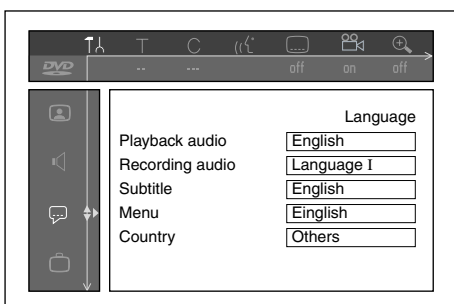 T C
DVD -- --- off on off
Language
Playback audio English
Recording audio Language I
Subtitle English
Menu Einglish
Country Others